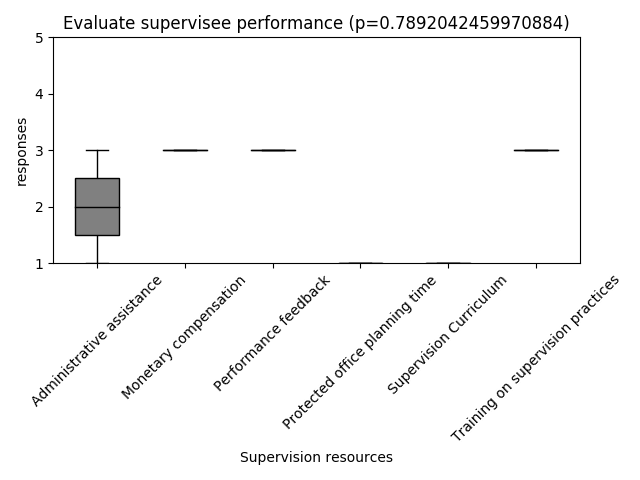 Evaluate supervisee performance (p=0.7892042459970884)
5
4
3
2
1
responses
Administrative assistance
Monetary compensation
Performance feedback
Protected office planning time
Supervision Curriculum
Training on supervision practices
Supervision resources